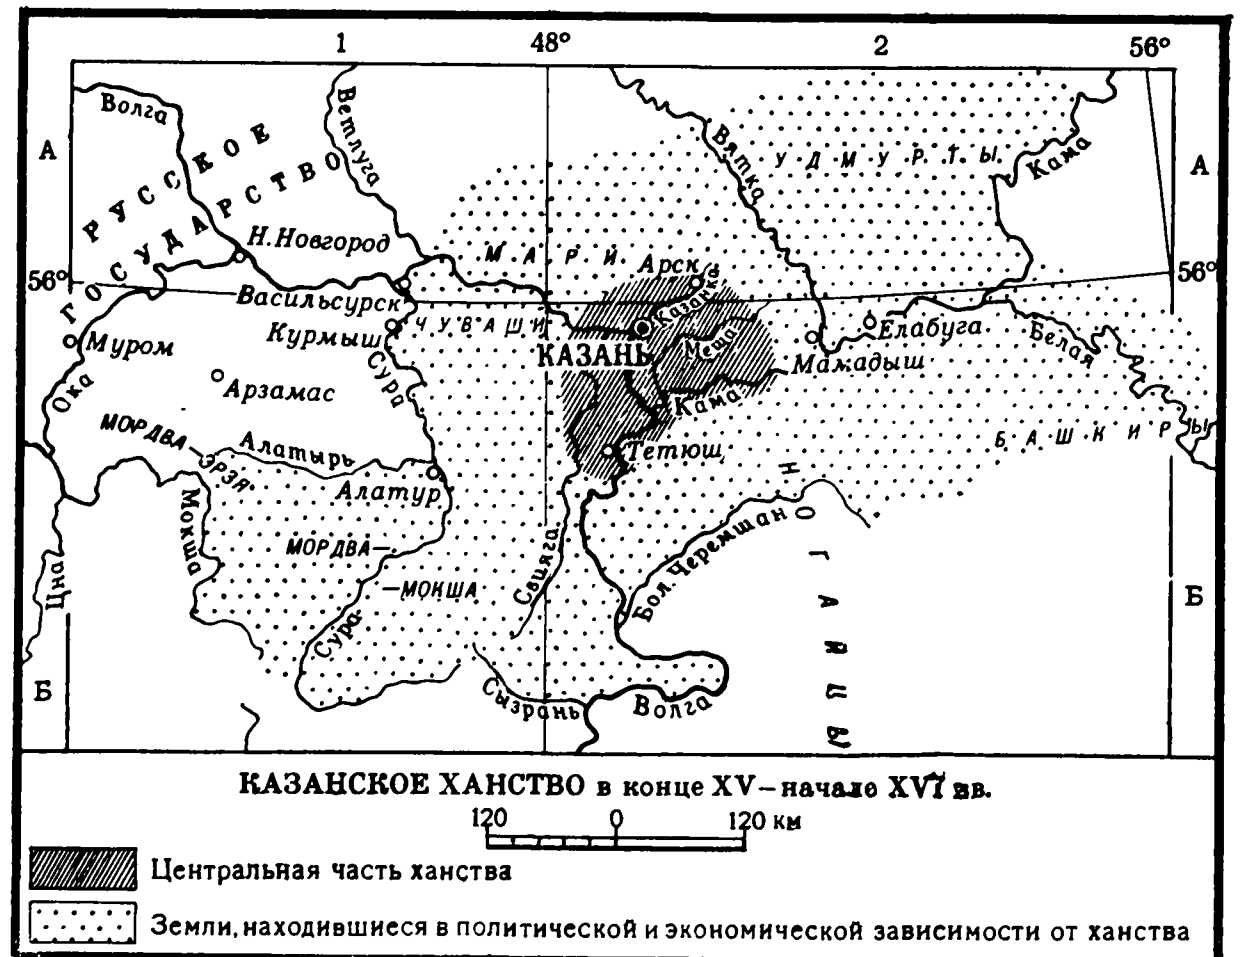 1
48°
2
56°
А
А
Б
Б
56°
56°
Волга
Ветлуга
РУССКОЕ
ГОСУДАРСТВО
Вятка
УДМУРТЫ
Кама
Н.Новгород
МАРИ
Арск
Казанка
Васильсурск
Курмыш
ЧУВАШИ
КАЗАНЬ
Меша
Елабуга
Мамадыш
Белая
Муром
Ока
Арзамас
Сура
Кама
БАШКИРЫ
МОРДВА-
ЭРЗЯ
Алатырь
Алатур
Тетюш
Мокша
МОРДВА—
—МОКША
Свияга
Бол.Черемшан
НОГАЙЦЫ
Цна
Сура
Сызрань
Волга
КАЗАНСКОЕ ХАНСТВО в конце XV–начале XVI вв.
120 0 120 км
Центральная часть ханства
Земли, находившиеся в политической и экономической зависимости от ханства